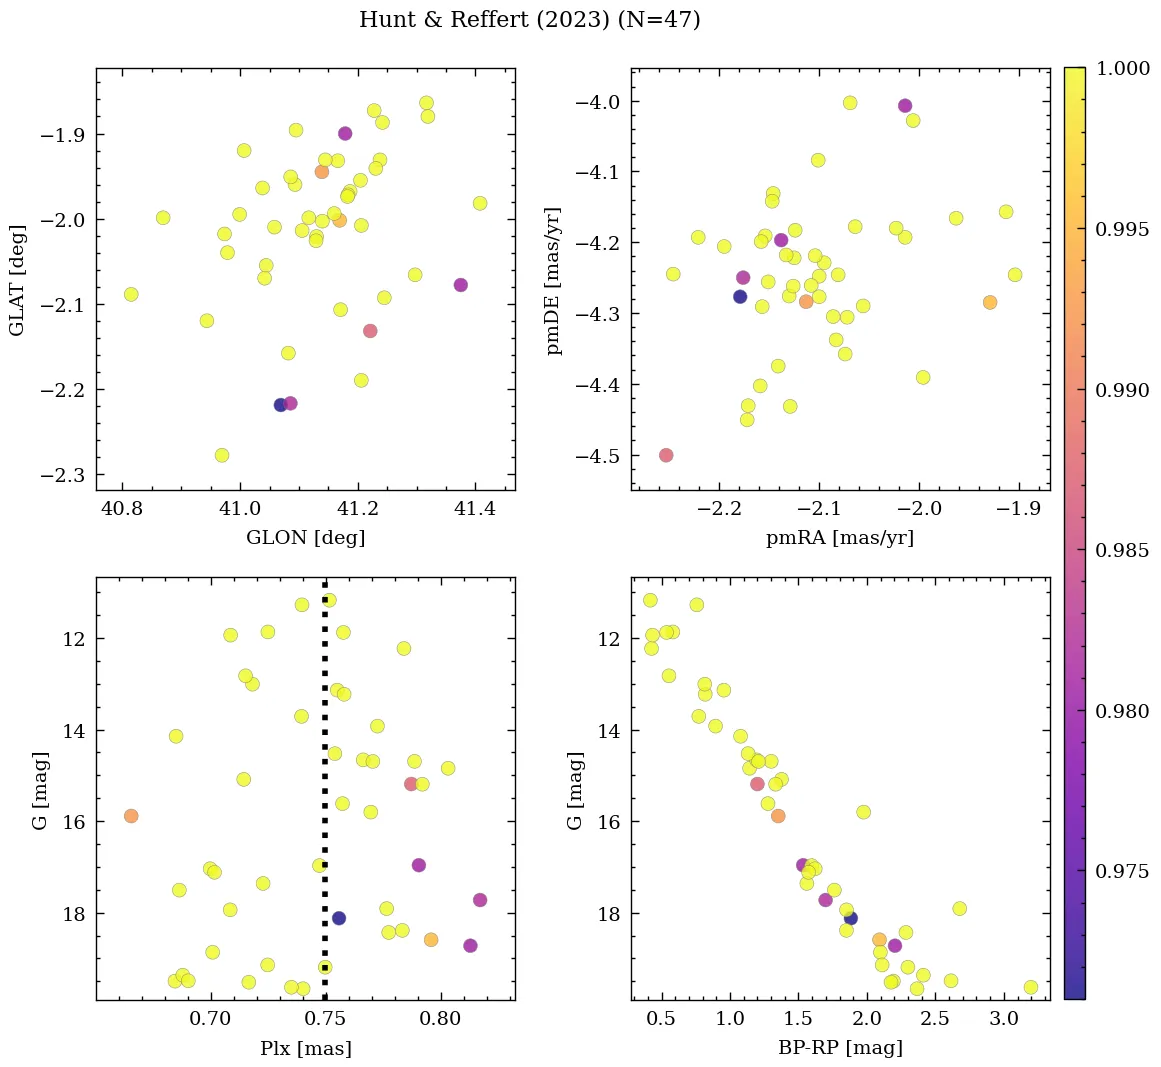 Hunt & Reffert (2023) (N=47)
−1.9
−2.0
−2.1
−2.2
−2.3
GLAT [deg]
40.8 41.0 41.2 41.4
GLON [deg]
−4.0
−4.1
−4.2
−4.3
−4.4
−4.5
pmDE [mas/yr]
−2.2 −2.1 −2.0 −1.9
pmRA [mas/yr]
1.000
0.995
0.990
0.985
0.980
0.975
12
14
16
18
G [mag]
0.70 0.75 0.80
Plx [mas]
12
14
16
18
G [mag]
0.5 1.0 1.5 2.0 2.5 3.0
BP-RP [mag]